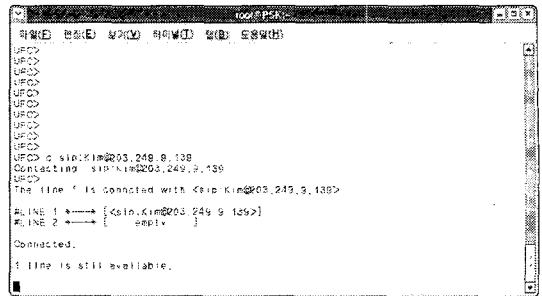 root@PSK:~
파일(F) 편집(E) 보기(V) 터미널(T) 탭(B) 도움말(H)
UFC>
UFC>
UFC>
UFC>
UFC>
UFC>
UFC>
UFC>
UFC>
UFC> c sip:Kim@203.249.9.139
Contacting sip:Kim@203.249.9.139
UFC>
The line 1 is conncted with <sip:Kim@203.249.9.139>
#LINE 1 <----> [<sip:Kim@203.249.9.139>]
#LINE 2 <----> [ empty ]
Connected.
1 line is still available.